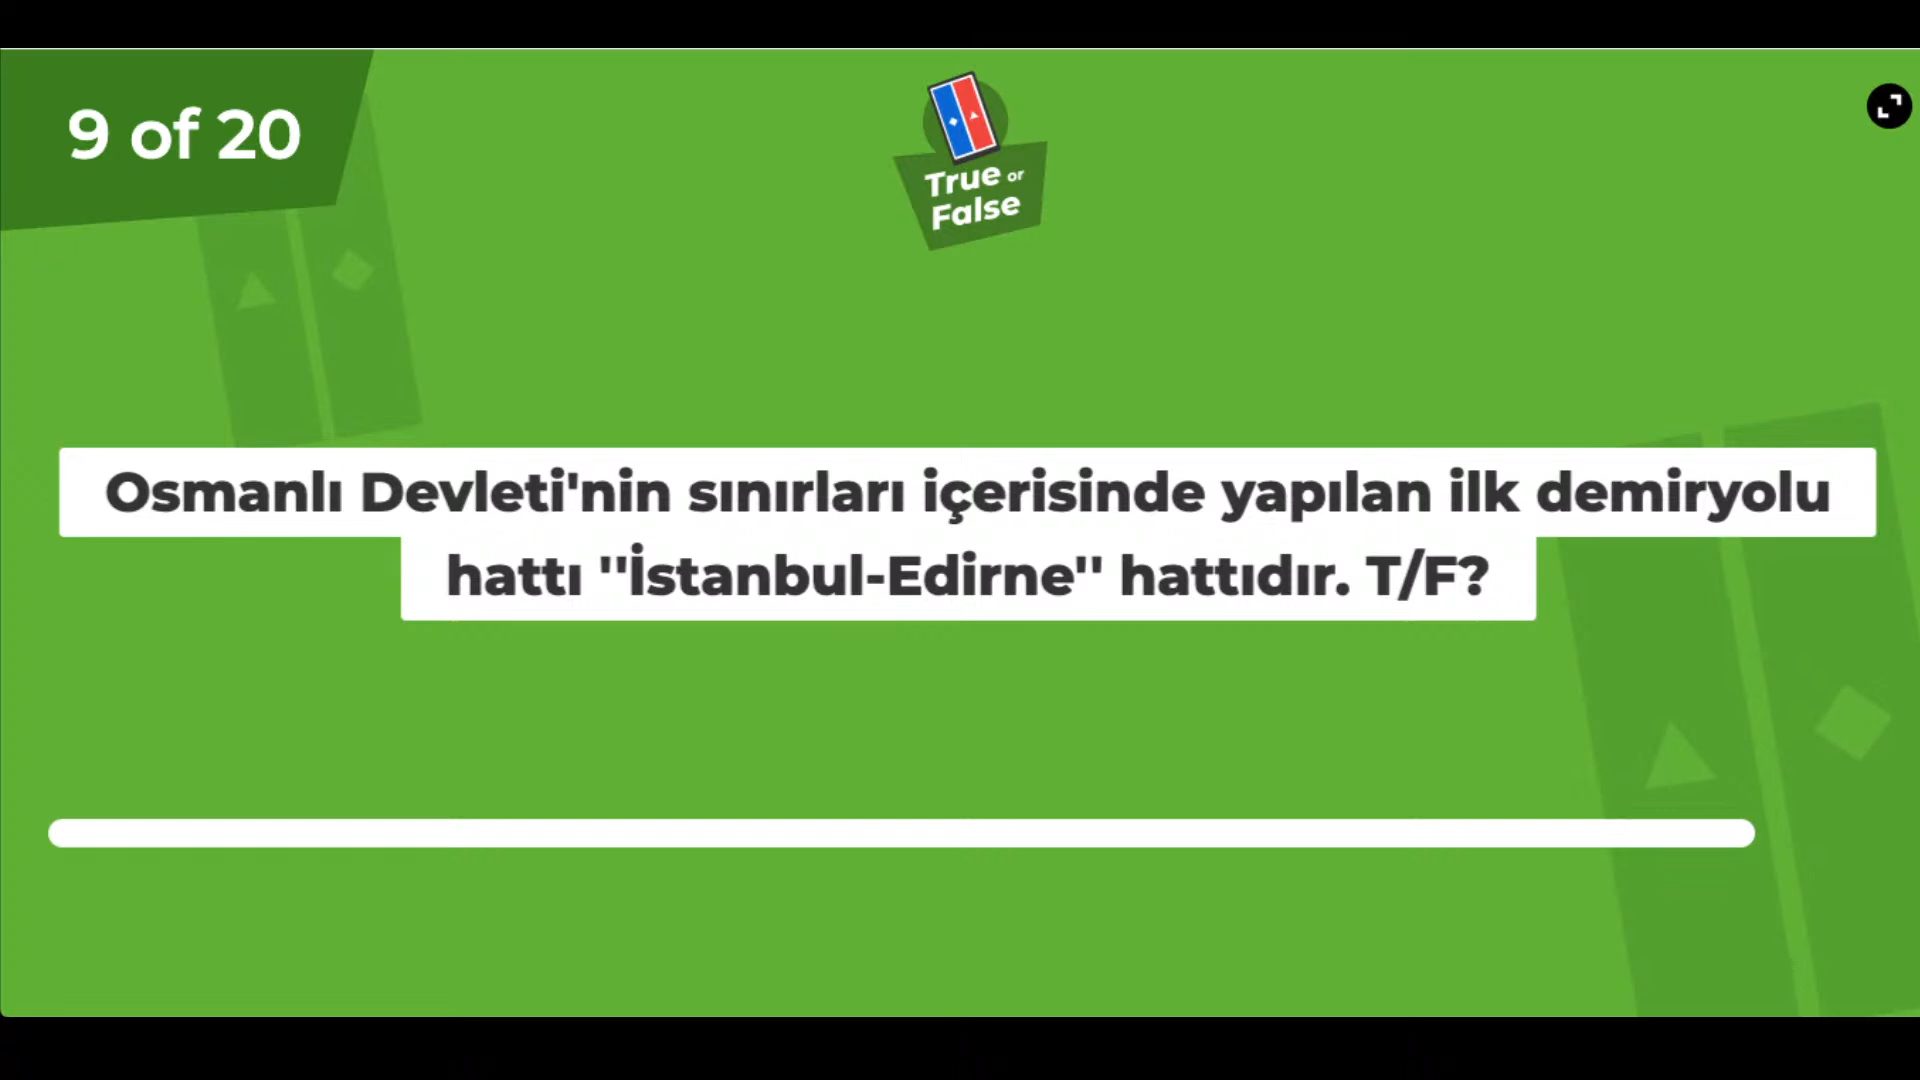 9 of 20
True or
False
Osmanlı Devleti'nin sınırları içerisinde yapılan ilk demiryolu
hattı ''İstanbul-Edirne'' hattıdır. T/F?